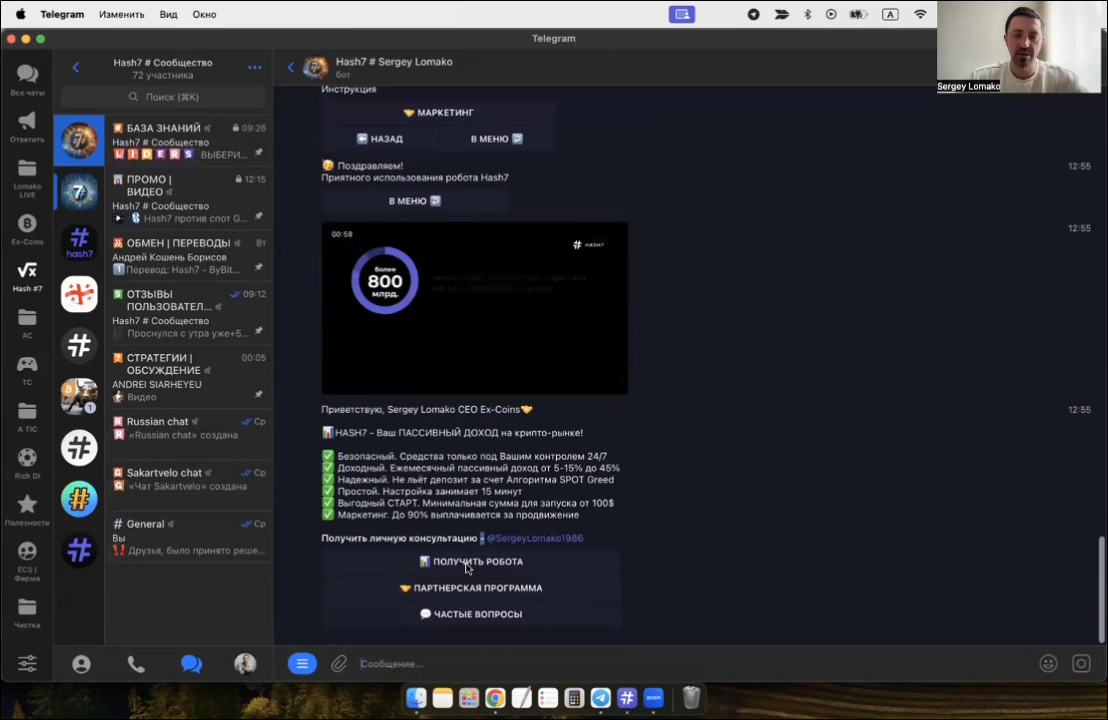 Telegram
Изменить
Вид
Окно
A
Telegram
Sergey Lomako
Все чаты
Ответить
Lomako LIVE
Ex-Coins
Hash #7
AC
TC
A TIC
Rich DI
Полезности
ECS | Фирма
Чистка
Hash7 # Сообщество
72 участника
Поиск (⌘K)
БАЗА ЗНАНИЙ
09:26
Hash7 # Сообщество
LIDERS ВЫБЕРИ...
ПРОМО |
12:15
ВИДЕО
Hash7 # Сообщество
Hash7 против спот G...
ОБМЕН | ПЕРЕВОДЫ
Вт
Андрей Кошень Борисов
1 Перевод: Hash7 - ByBit...
ОТЗЫВЫ
09:12
ПОЛЬЗОВАТЕЛ...
Hash7 # Сообщество
Проснулся с утра уже+5...
СТРАТЕГИИ |
00:05
ОБСУЖДЕНИЕ
ANDREI SIARHEYEU
Видео
Russian chat
Ср
«Russian chat» создана
Sakartvelo chat
Ср
«Чат Sakartvelo» создана
# General
Ср
Вы
Друзья, было принято реше...
hash7
1
Hash7 # Sergey Lomako
бот
Инструкция
МАРКЕТИНГ
НАЗАД
В МЕНЮ
Поздравляем!
12:55
Приятного использования робота Hash7
В МЕНЮ
12:55
00:58
# HASH7
более
800
млрд.
Приветствую, Sergey Lomako CEO Ex-Coins
12:55
HASH7 - Ваш ПАССИВНЫЙ ДОХОД на крипто-рынке!
Безопасный. Средства только под Вашим контролем 24/7
Доходный. Ежемесячный пассивный доход от 5-15% до 45%
Надежный. Не льёт депозит за счет Алгоритма SPOT Greed
Простой. Настройка занимает 15 минут
Выгодный СТАРТ. Минимальная сумма для запуска от 100$
Маркетинг. До 90% выплачивается за продвижение
Получить личную консультацию - @SergeyLomako1986
ПОЛУЧИТЬ РОБОТА
ПАРТНЕРСКАЯ ПРОГРАММА
ЧАСТЫЕ ВОПРОСЫ
Сообщение...
zoom